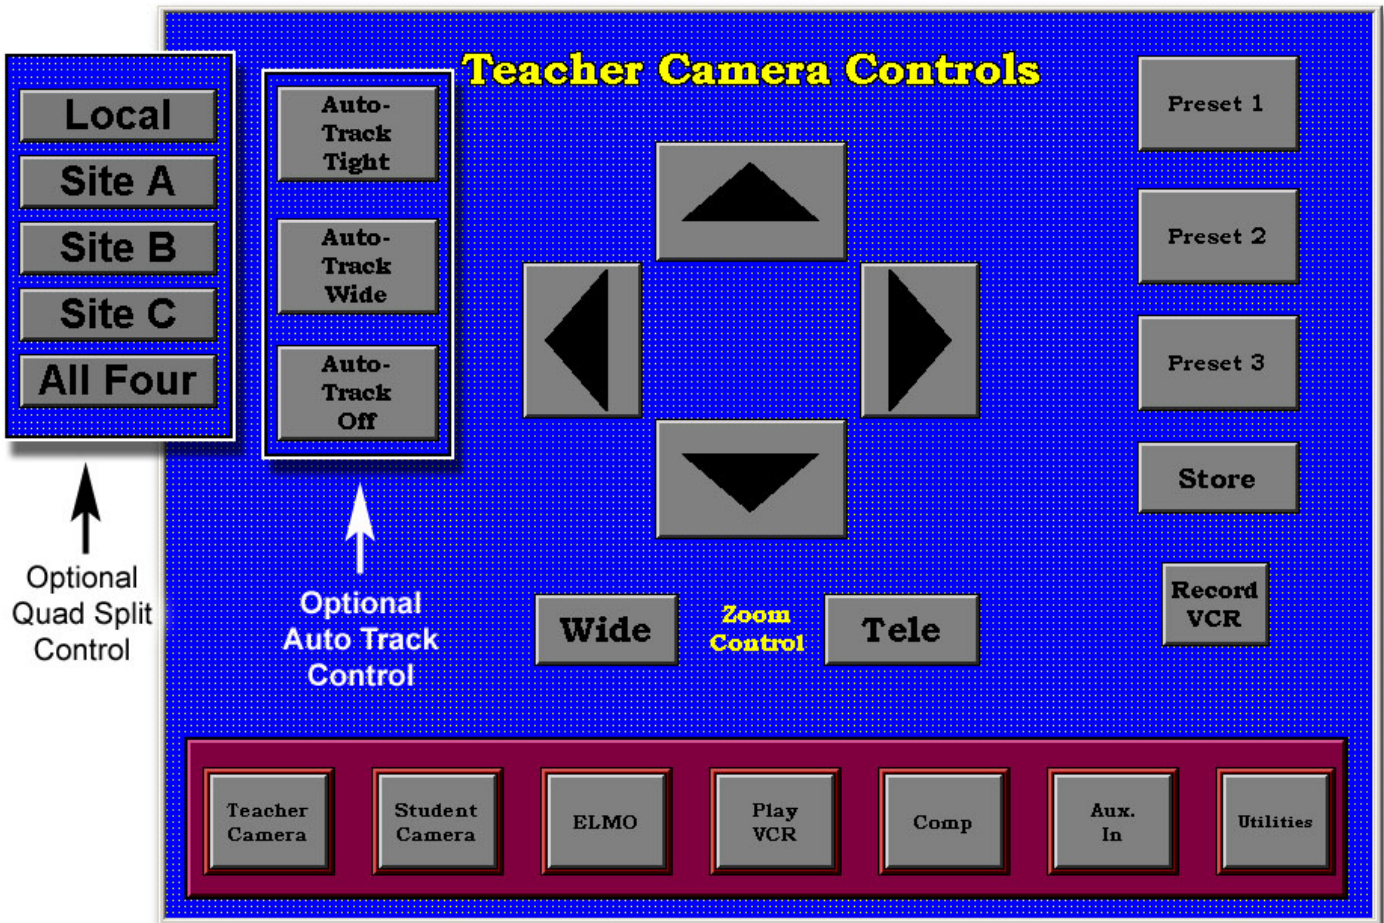 Teacher Camera Controls
Local
Site A
Site B
Site C
All Four
Optional
Quad Split
Control
Auto-
Track
Tight
Auto-
Track
Wide
Auto-
Track
Off
Optional
Auto Track
Control
Wide
Zoom
Control
Tele
Preset 1
Preset 2
Preset 3
Store
Record
VCR
Teacher
Camera
Student
Camera
ELMO
Play
VCR
Comp
Aux.
In
Utilities